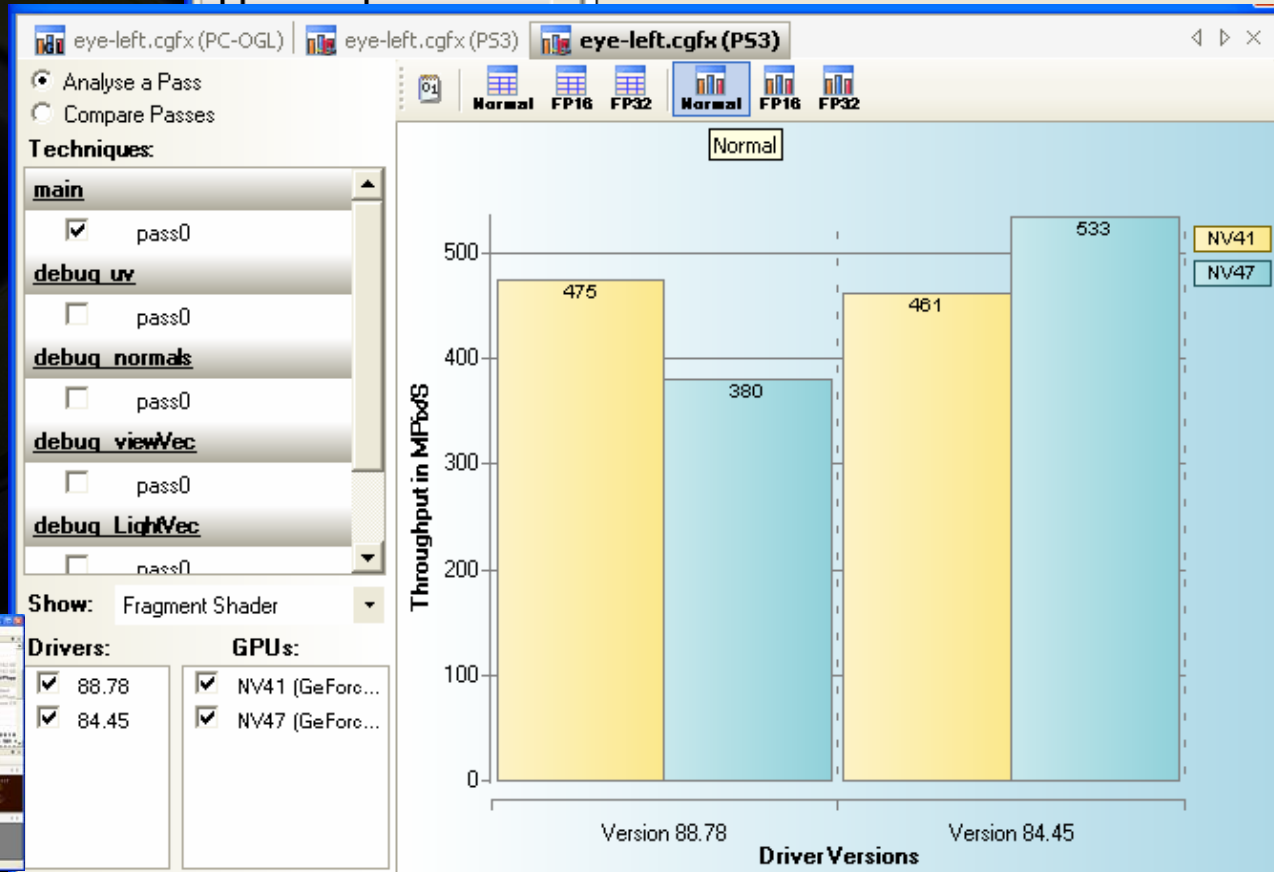 eye-left.cgfx (PC-OGL) eye-left.cgfx (PS3) eye-left.cgfx (PS3)
Analyse a Pass
Compare Passes
Normal FP16 FP32 Normal FP16 FP32
Normal
Techniques:
main
pass0
debug_uv
pass0
debug_normals
pass0
debug_viewVec
pass0
debug_LightVec
pass0
Show: Fragment Shader
Drivers: GPUs:
88.78 NV41 (GeForc...
84.45 NV47 (GeForc...
Throughput in MPix/S
500
400
300
200
100
0
475
380
461
533
NV41
NV47
Version 88.78 Version 84.45
Driver Versions